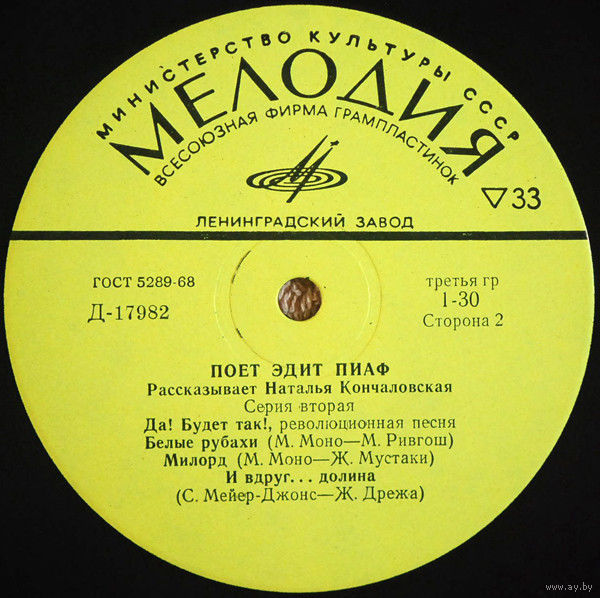 МИНИСТЕРСТВО КУЛЬТУРЫ СССР
МЕЛОДИЯ
ВСЕСОЮЗНАЯ ФИРМА ГРАМПЛАСТИНОК
33
ЛЕНИНГРАДСКИЙ ЗАВОД
ГОСТ 5289-68
Д-17982
третья гр
1-30
Сторона 2
ПОЕТ ЭДИТ ПИАФ
Рассказывает Наталья Кончаловская
Серия вторая
Да! Будет так!, революционная песня
Белые рубахи (М. Моно—М. Ривгош)
Милорд (М. Моно—Ж. Мустаки)
И вдруг... долина
(С. Мейер-Джонс—Ж. Дрежа)
www.ay.by